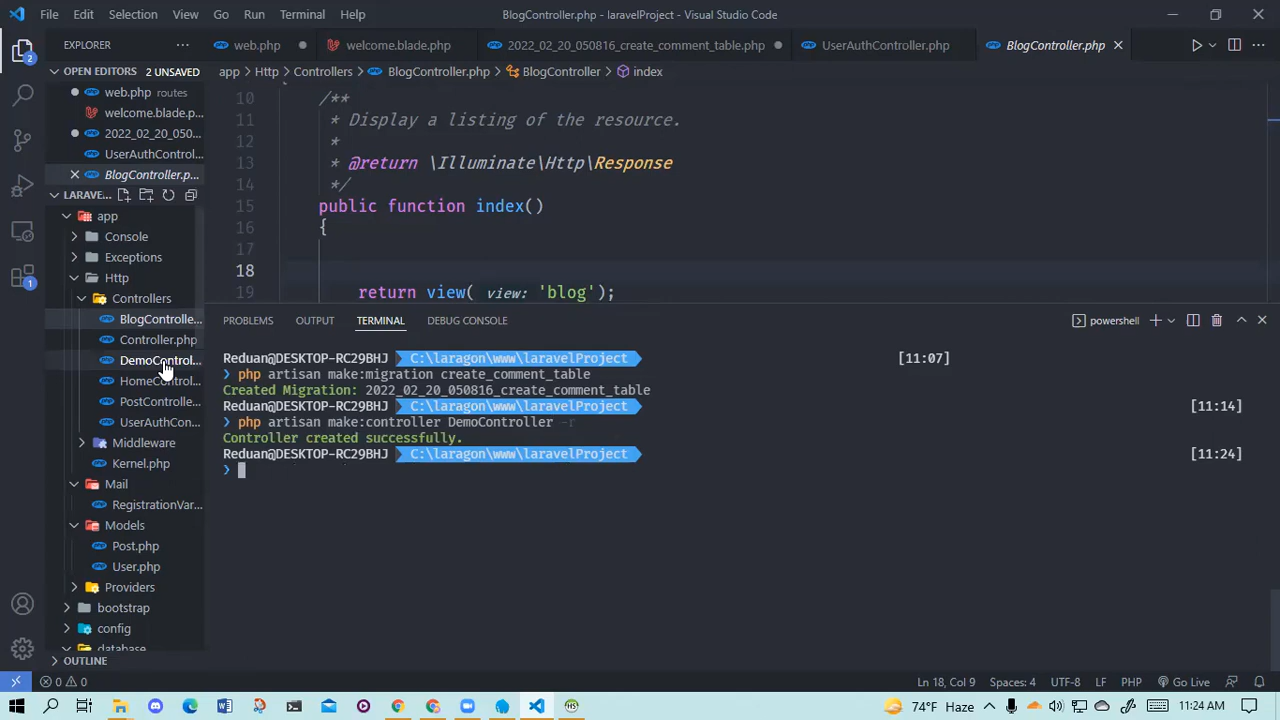 File Edit Selection View Go Run Terminal Help
BlogController.php - laravelProject - Visual Studio Code
EXPLORER
web.php
welcome.blade.php
2022_02_20_050816_create_comment_table.php
UserAuthController.php
BlogController.php
OPEN EDITORS 2 UNSAVED
app > Http > Controllers > BlogController.php > BlogController > index
web.php routes
welcome.blade.p...
2022_02_20_050...
UserAuthControl...
BlogController.p...
LARAVE...
app
Console
Exceptions
Http
Controllers
BlogControlle...
Controller.php
DemoControl...
HomeControl...
PostControlle...
UserAuthCon...
Middleware
Kernel.php
Mail
RegistrationVar...
Models
Post.php
User.php
Providers
bootstrap
config
database
OUTLINE
10 /**
11 * Display a listing of the resource.
12 *
13 * @return \Illuminate\Http\Response
14 */
15 public function index()
16 {
17
18
19 return view( view: 'blog');
PROBLEMS OUTPUT TERMINAL DEBUG CONSOLE
powershell
Reduan@DESKTOP-RC29BHJ C:\laragon\www\laravelProject [11:07]
❯ php artisan make:migration create_comment_table
Created Migration: 2022_02_20_050816_create_comment_table
Reduan@DESKTOP-RC29BHJ C:\laragon\www\laravelProject [11:14]
❯ php artisan make:controller DemoController -r
Controller created successfully.
Reduan@DESKTOP-RC29BHJ C:\laragon\www\laravelProject [11:24]
❯
2
1
0 0
Ln 18, Col 9 Spaces: 4 UTF-8 LF PHP Go Live
74°F Haze 11:24 AM